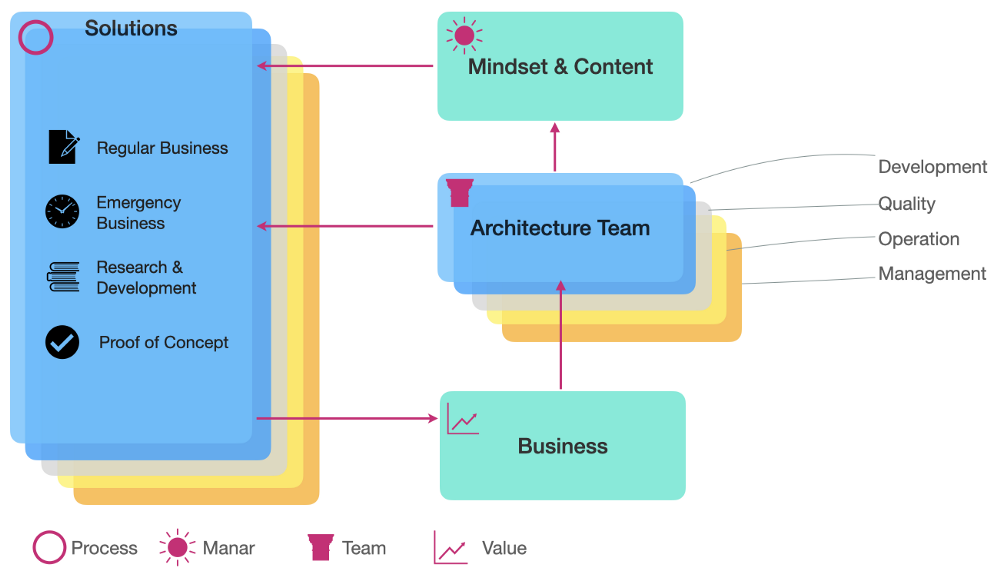 Solutions
Regular Business
Emergency
Business
Research &
Development
Proof of Concept
Mindset & Content
Architecture Team
Development
Quality
Operation
Management
Business
Process
Manar
Team
Value